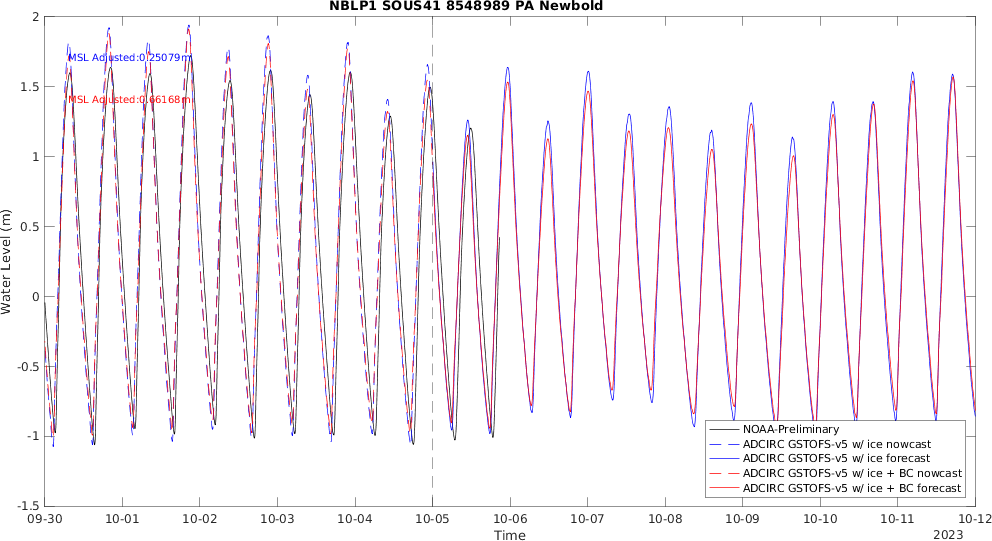 NBLP1 SOUS41 8548989 PA Newbold
2
1.5
1
0.5
0
-0.5
-1
-1.5
Water Level (m)
MSL Adjusted:0.25079m
MSL Adjusted:0.66168m
NOAA-Preliminary
ADCIRC GSTOFS-v5 w/ ice nowcast
ADCIRC GSTOFS-v5 w/ ice forecast
ADCIRC GSTOFS-v5 w/ ice + BC nowcast
ADCIRC GSTOFS-v5 w/ ice + BC forecast
09-30 10-01 10-02 10-03 10-04 10-05 10-06 10-07 10-08 10-09 10-10 10-11 10-12
Time
2023